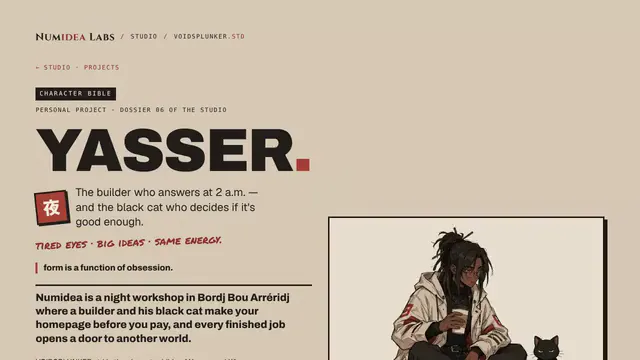 NUMIDEA LABS / STUDIO / VOIDSPLUNKER.STD
← STUDIO · PROJECTS
CHARACTER BIBLE
PERSONAL PROJECT · DOSSIER 06 OF THE STUDIO
YASSER.
夜
The builder who answers at 2 a.m. —
and the black cat who decides if it's
good enough.
TIRED EYES · BIG IDEAS · SAME ENERGY.
form is a function of obsession.
Numidea is a night workshop in Bordj Bou Arréridj
where a builder and his black cat make your
homepage before you pay, and every finished job
opens a door to another world.